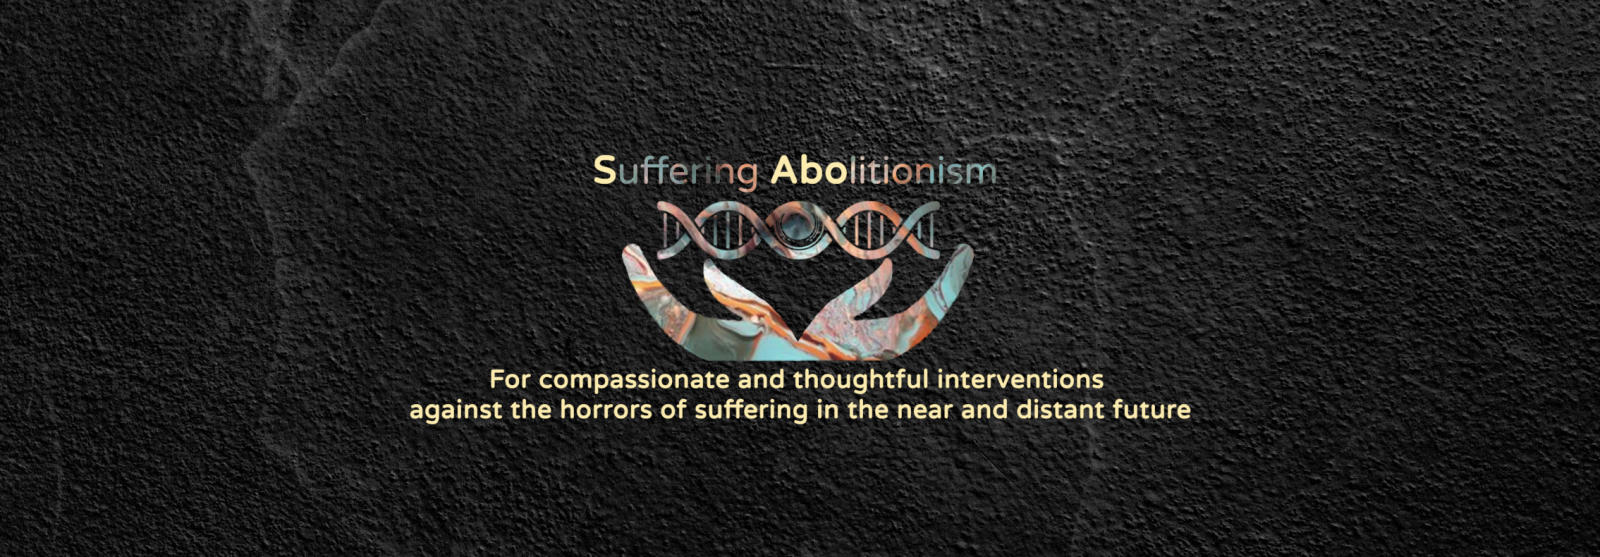 Suffering Abolitionism
For compassionate and thoughtful interventions
against the horrors of suffering in the near and distant future